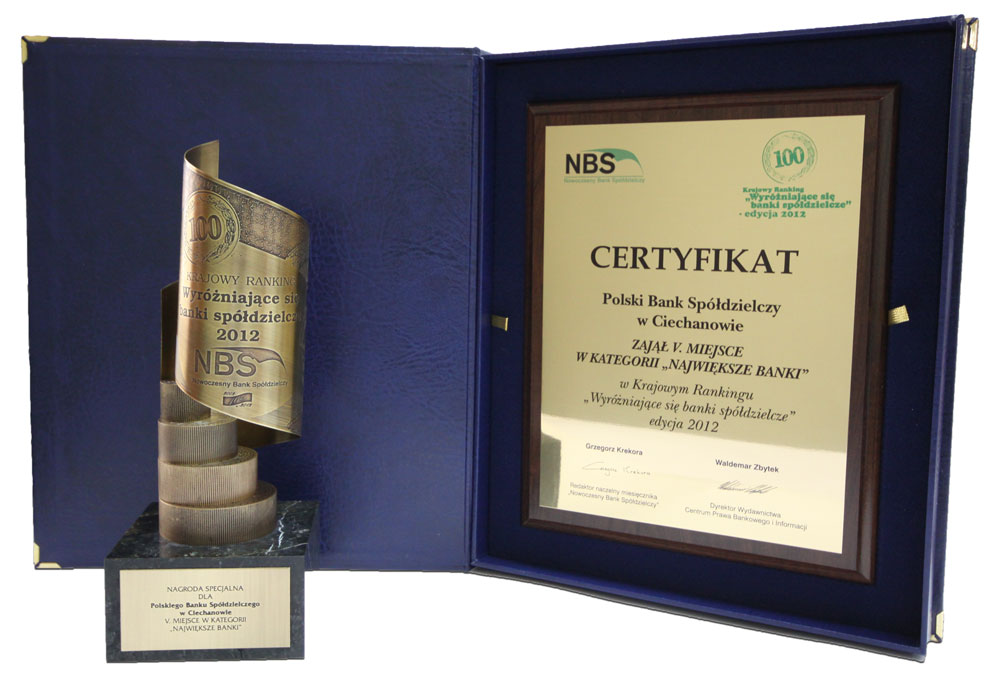 100
KRAJOWY RANKING
Wyróżniające się
banki spółdzielcze
2012
NBS
Nowoczesny Bank Spółdzielczy
NAGRODA SPECJALNA
DLA
Polskiego Banku Spółdzielczego
w Ciechanowie
V. MIEJSCE W KATEGORII
„NAJWIĘKSZE BANKI”
NBS
Nowoczesny Bank Spółdzielczy
100
Krajowy Ranking
„Wyróżniające się
banki spółdzielcze”
- edycja 2012
CERTYFIKAT
Polski Bank Spółdzielczy
w Ciechanowie
ZAJĄŁ V. MIEJSCE
W KATEGORII „NAJWIĘKSZE BANKI”
w Krajowym Rankingu
„Wyróżniające się banki spółdzielcze”
edycja 2012
Grzegorz Krekora
Redaktor naczelny miesięcznika
„Nowoczesny Bank Spółdzielczy”
Waldemar Zbytek
Dyrektor Wydawnictwa
Centrum Prawa Bankowego i Informacji